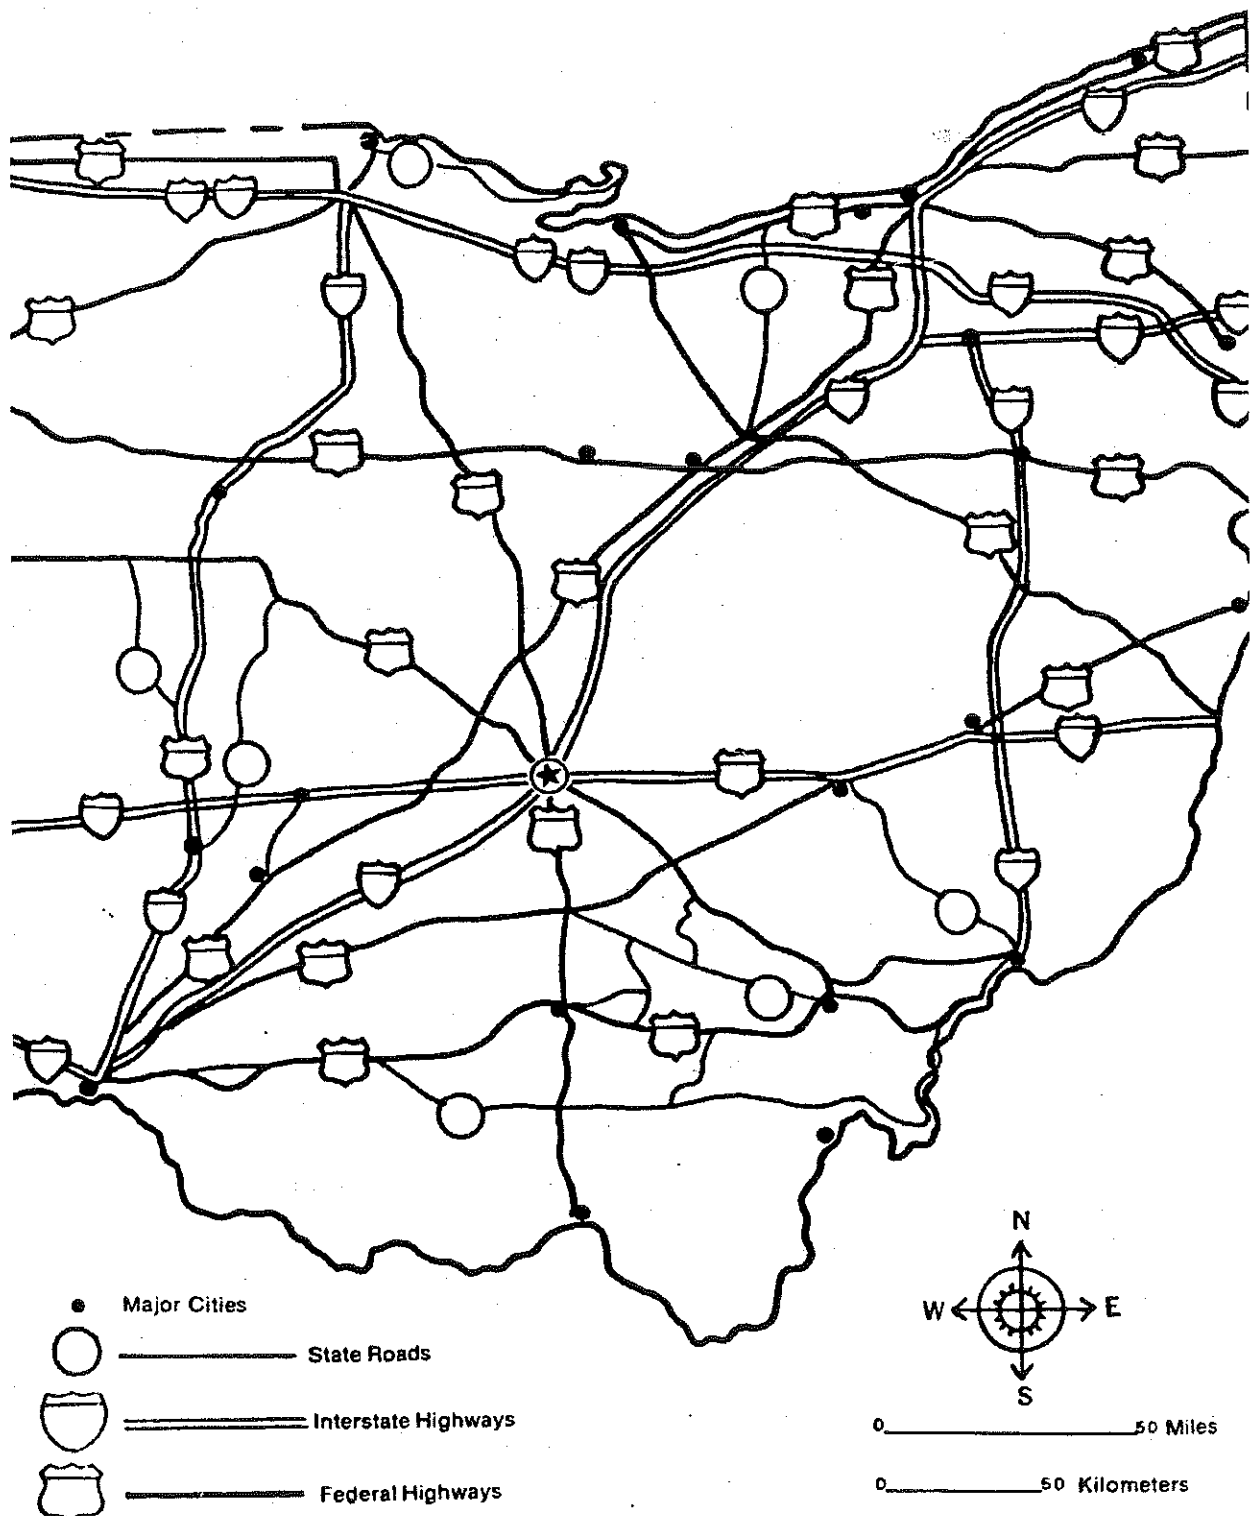 N
W E
S
Major Cities
State Roads
Interstate Highways
Federal Highways
0 50 Miles
0 50 Kilometers